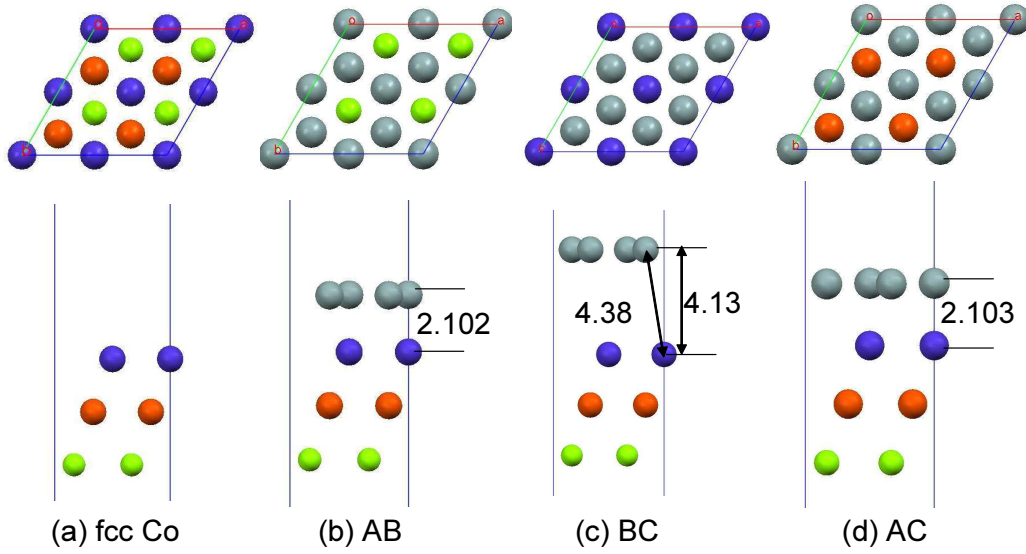 o a
b
o a
b
o a
c
o a
b
2.102
4.38 4.13
2.103
(a) fcc Co (b) AB (c) BC (d) AC